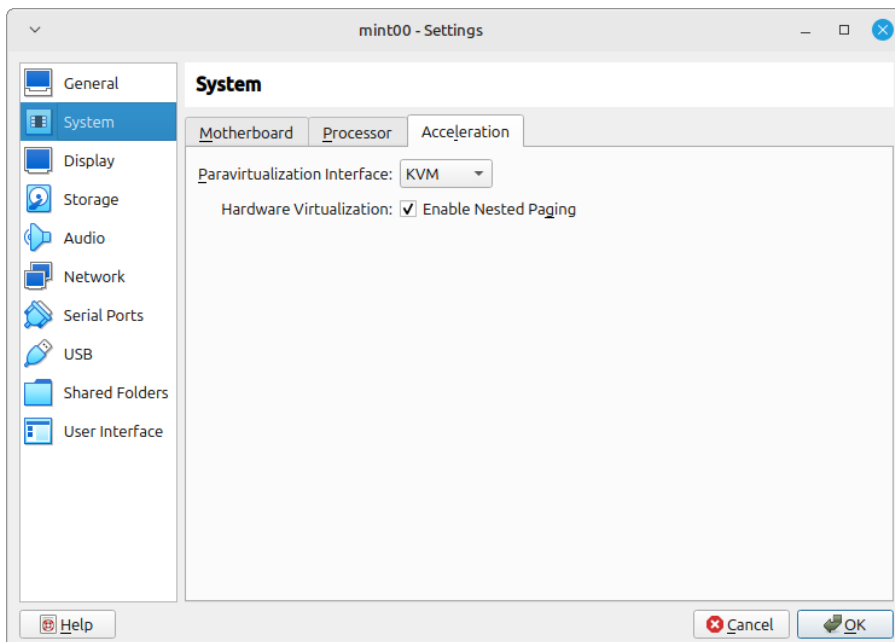 mint00 - Settings
General
System
Display
Storage
Audio
Network
Serial Ports
USB
Shared Folders
User Interface
System
Motherboard Processor Acceleration
Paravirtualization Interface: KVM
Hardware Virtualization: Enable Nested Paging
Help Cancel OK